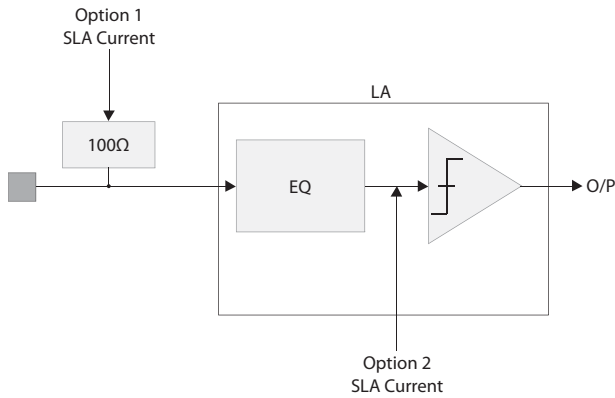 Option 1
SLA Current
LA
100Ω
EQ
O/P
Option 2
SLA Current